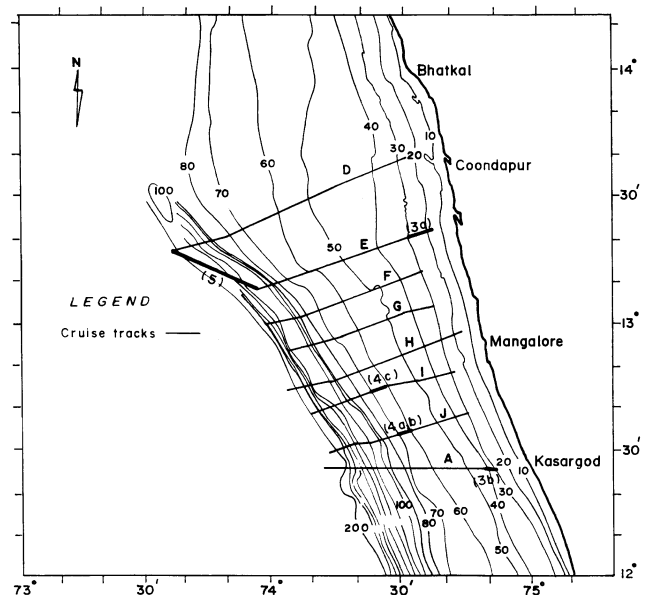 N
Bhatkal
14°
10
40
30
20
80
70
60
D
Coondapur
100
30'
(3a)
E
50
(5)
F
LEGEND
G
13°
Cruise tracks
H
Mangalore
I
(4c)
(4a,b)
J
30'
A
20
10
Kasargod
(3b)
30
100
70
60
40
80
200
50
12°
73°
30'
74°
30'
75°